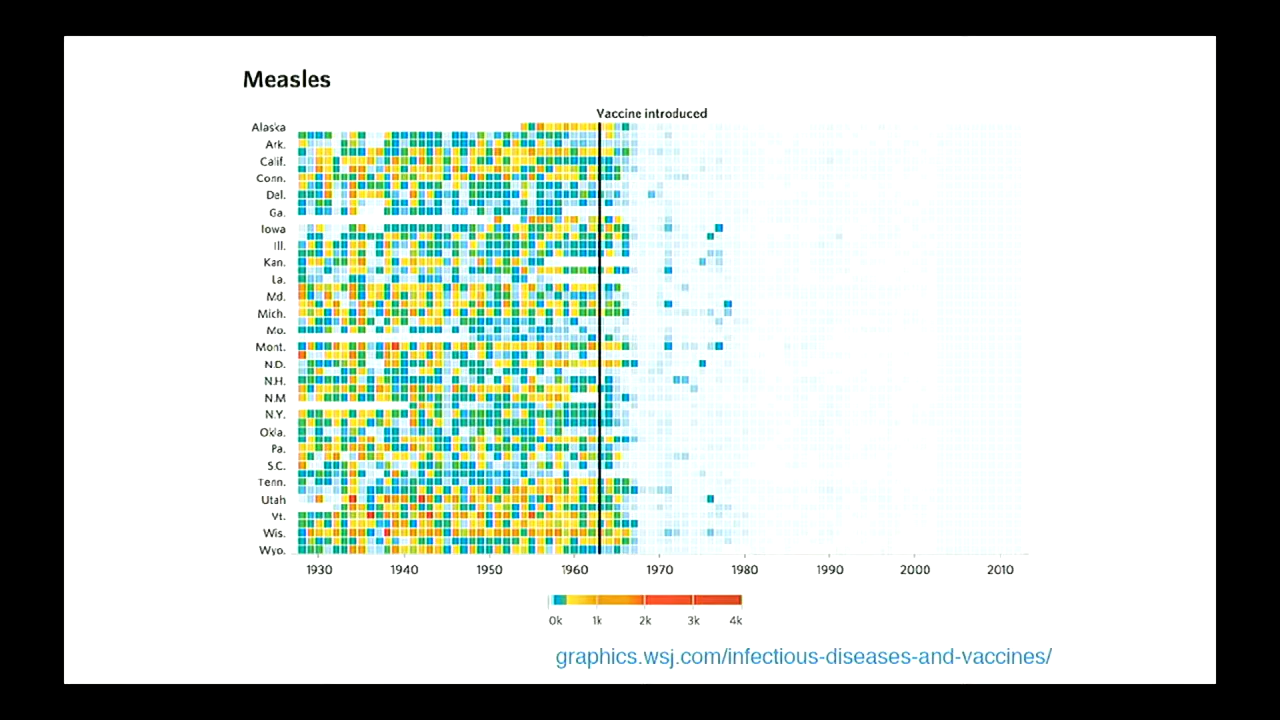 Measles
Vaccine introduced
Alaska
Ark.
Calif.
Conn.
Del.
Ga.
Iowa
Ill.
Kan.
La.
Md.
Mich.
Mo.
Mont.
N.D.
N.H.
N.M
N.Y.
Okla.
Pa.
S.C.
Tenn.
Utah
Vt.
Wis.
Wyo.
1930 1940 1950 1960 1970 1980 1990 2000 2010
0k 1k 2k 3k 4k
graphics.wsj.com/infectious-diseases-and-vaccines/